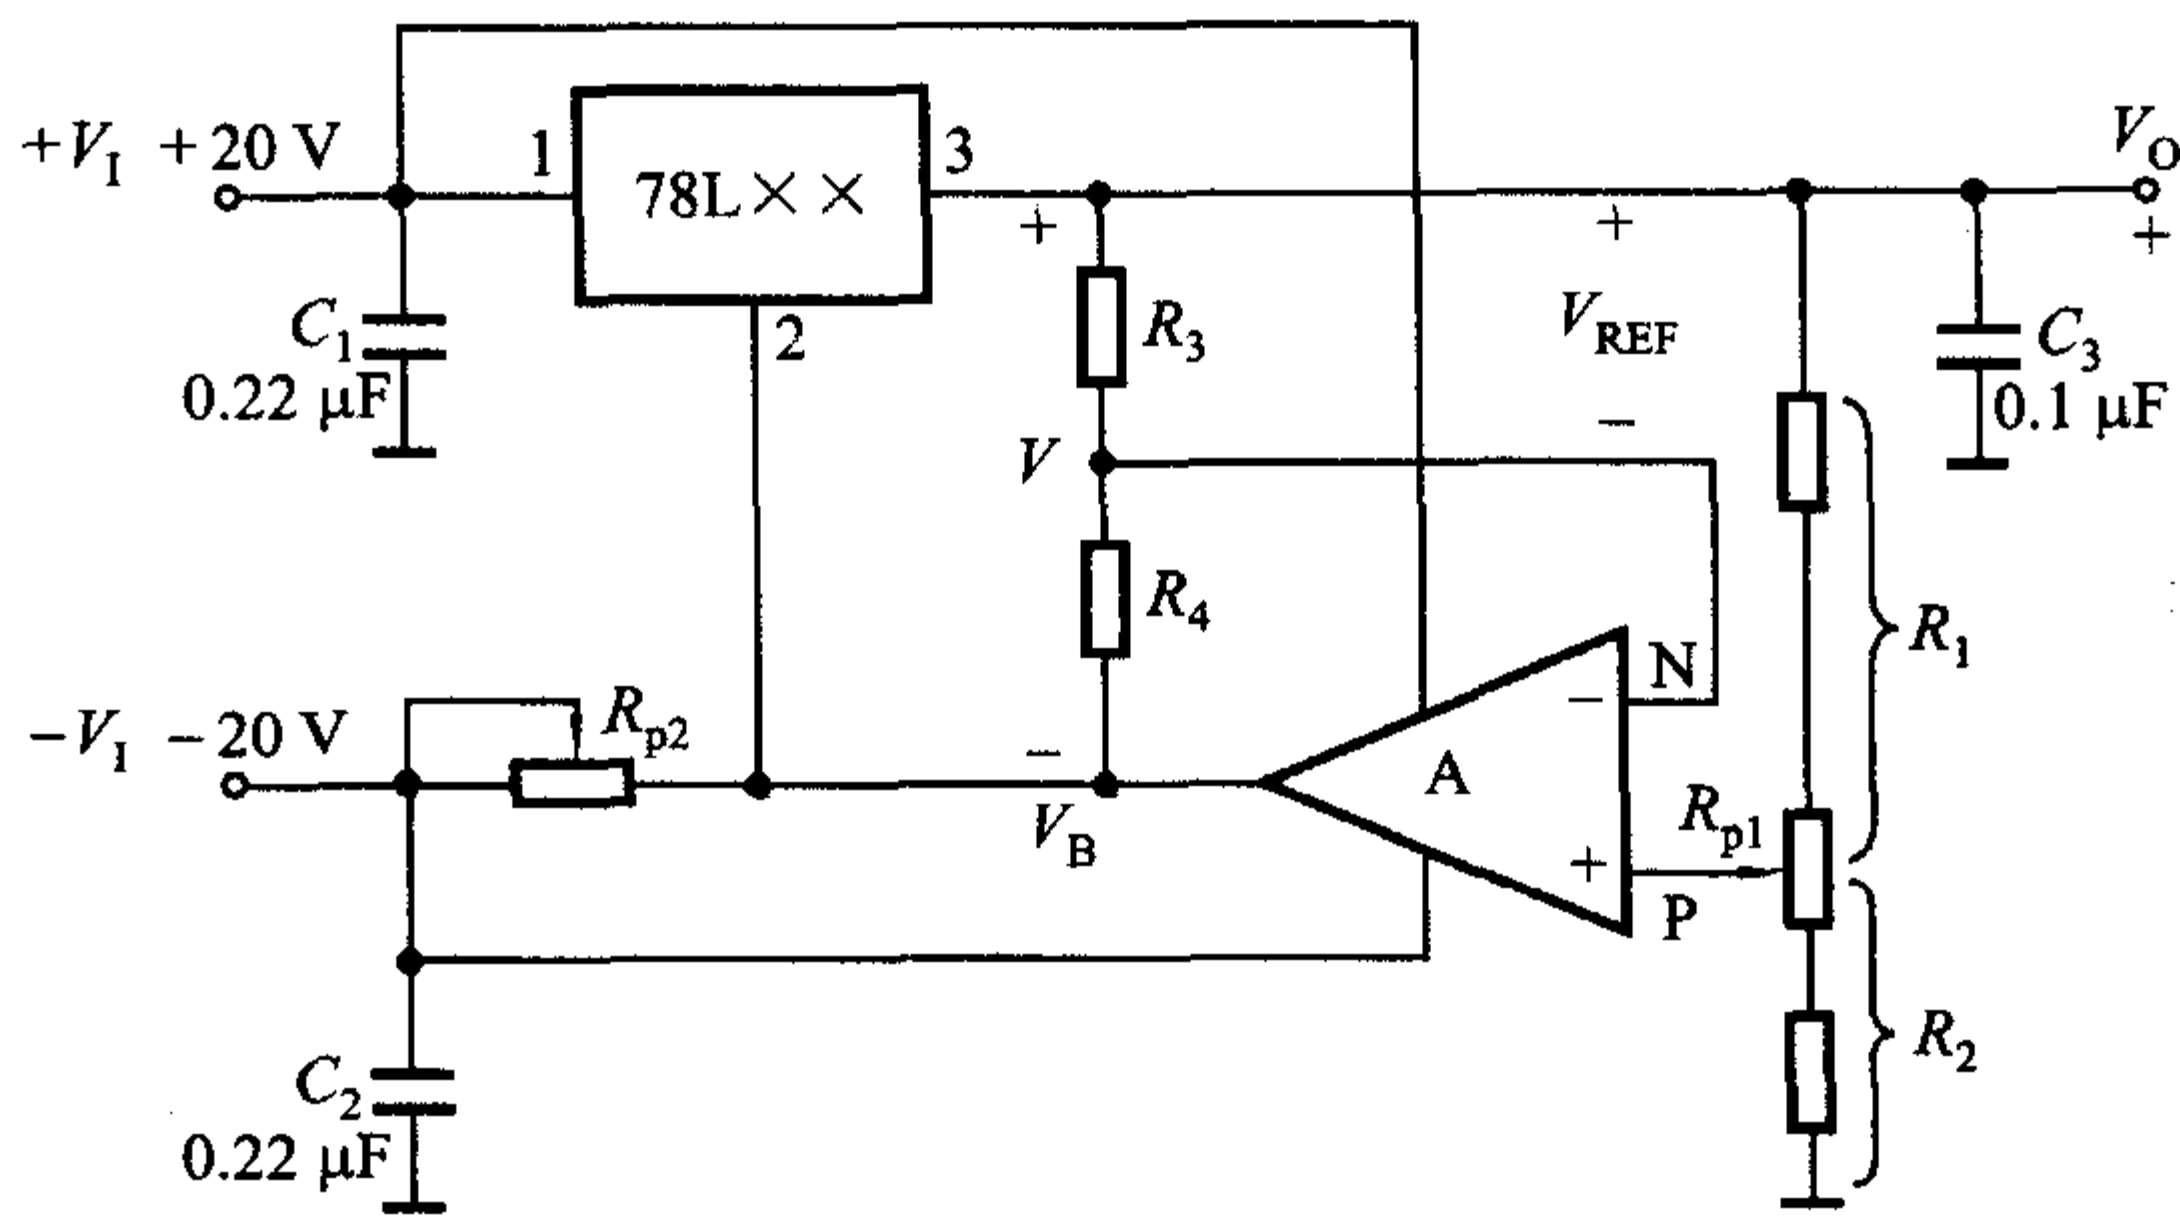 +V_I +20 V
1
78L××
3
V_O
+
+
+
C_1
0.22 μF
2
R_3
V_REF
−
C_3
0.1 μF
V
R_4
R_1
N
−
−V_I −20 V
R_p2
−
V_B
A
R_p1
+
P
C_2
0.22 μF
R_2